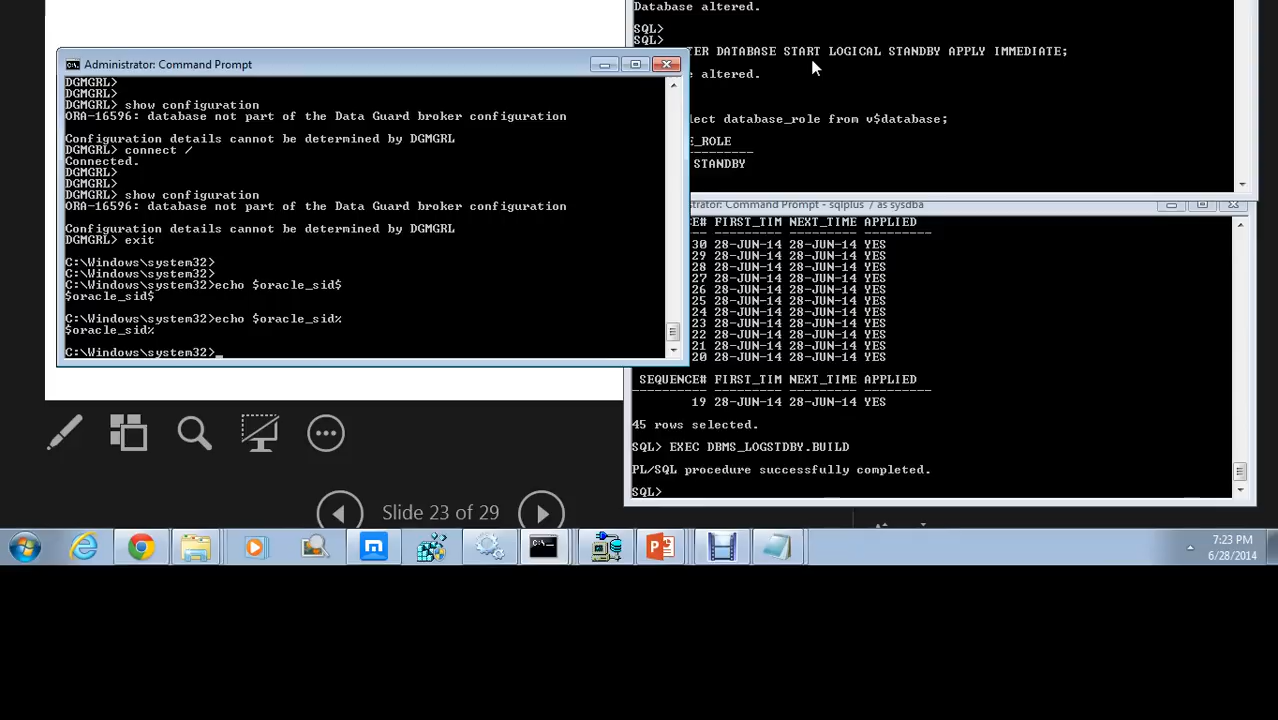 Database altered.
SQL>
SQL>
TER DATABASE START LOGICAL STANDBY APPLY IMMEDIATE;
e altered.
lect database_role from v$database;
E_ROLE
STANDBY
Administrator: Command Prompt
DGMGRL>
DGMGRL>
DGMGRL> show configuration
ORA-16596: database not part of the Data Guard broker configuration
Configuration details cannot be determined by DGMGRL
DGMGRL> connect /
Connected.
DGMGRL>
DGMGRL>
DGMGRL> show configuration
ORA-16596: database not part of the Data Guard broker configuration
Configuration details cannot be determined by DGMGRL
DGMGRL> exit
C:\Windows\system32>
C:\Windows\system32>
C:\Windows\system32>echo $oracle_sid$
$oracle_sid$
C:\Windows\system32>echo $oracle_sid%
$oracle_sid%
C:\Windows\system32>_
trator: Command Prompt - sqlplus / as sysdba
SEQUENCE# FIRST_TIM NEXT_TIME APPLIED
30 28-JUN-14 28-JUN-14 YES
29 28-JUN-14 28-JUN-14 YES
28 28-JUN-14 28-JUN-14 YES
27 28-JUN-14 28-JUN-14 YES
26 28-JUN-14 28-JUN-14 YES
25 28-JUN-14 28-JUN-14 YES
24 28-JUN-14 28-JUN-14 YES
23 28-JUN-14 28-JUN-14 YES
22 28-JUN-14 28-JUN-14 YES
21 28-JUN-14 28-JUN-14 YES
20 28-JUN-14 28-JUN-14 YES
SEQUENCE# FIRST_TIM NEXT_TIME APPLIED
19 28-JUN-14 28-JUN-14 YES
45 rows selected.
SQL> EXEC DBMS_LOGSTDBY.BUILD
PL/SQL procedure successfully completed.
SQL>
Slide 23 of 29
7:23 PM
6/28/2014